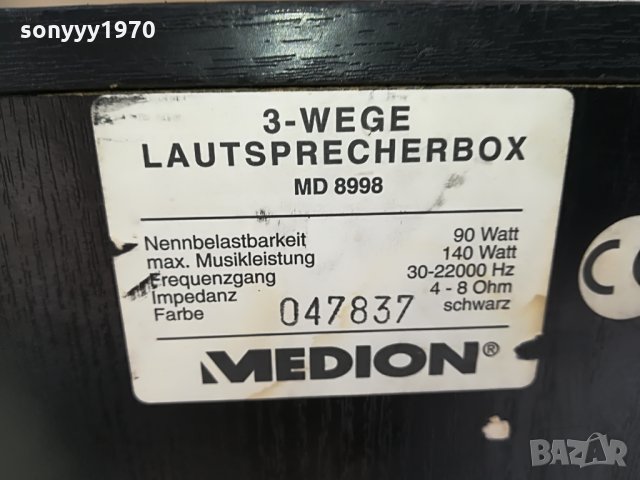 sonyyy1970
3-WEGE
LAUTSPRECHERBOX
MD 8998
Nennbelastbarkeit 90 Watt
max. Musikleistung 140 Watt
Frequenzgang 30-22000 Hz
Impedanz 4 - 8 Ohm
Farbe 047837 schwarz
MEDION®
BAZAR